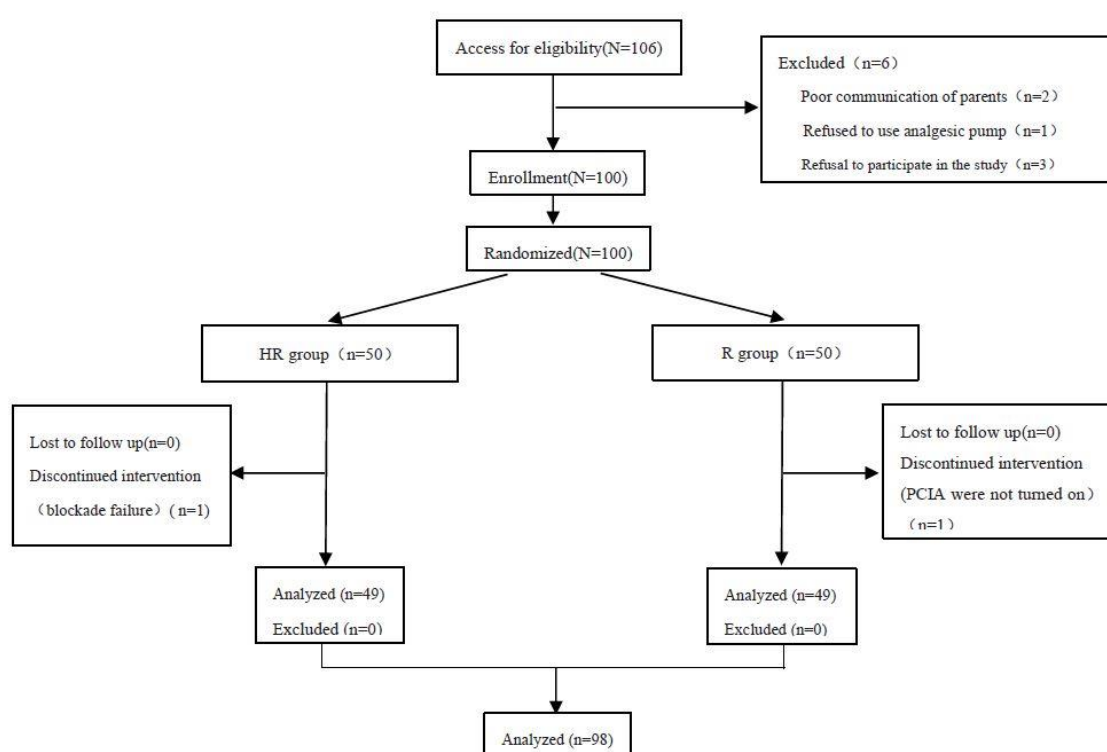 Access for eligibility(N=106)
Excluded（n=6）
Poor communication of parents（n=2）
Refused to use analgesic pump（n=1）
Refusal to participate in the study（n=3）
Enrollment(N=100)
Randomized(N=100)
HR group（n=50）
R group（n=50）
Lost to follow up(n=0)
Discontinued intervention
（blockade failure）( n=1)
Lost to follow up(n=0)
Discontinued intervention
(PCIA were not turned on）
（n=1）
Analyzed (n=49)
Excluded (n=0)
Analyzed (n=49)
Excluded (n=0)
Analyzed (n=98)